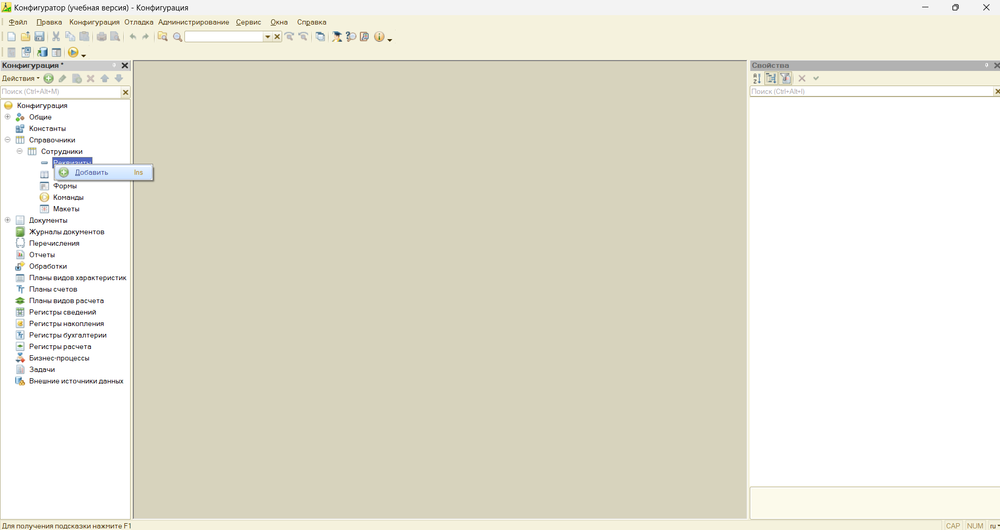 Конфигуратор (учебная версия) - Конфигурация
Файл Правка Конфигурация Отладка Администрирование Сервис Окна Справка
Конфигурация *
Действия
Поиск (Ctrl+Alt+M)
Конфигурация
Общие
Константы
Справочники
Сотрудники
Реквизиты
Добавить Ins
Формы
Команды
Макеты
Документы
Журналы документов
Перечисления
Отчеты
Обработки
Планы видов характеристик
Планы счетов
Планы видов расчета
Регистры сведений
Регистры накопления
Регистры бухгалтерии
Регистры расчета
Бизнес-процессы
Задачи
Внешние источники данных
Свойства
Поиск (Ctrl+Alt+I)
Для получения подсказки нажмите F1
CAP NUM ru